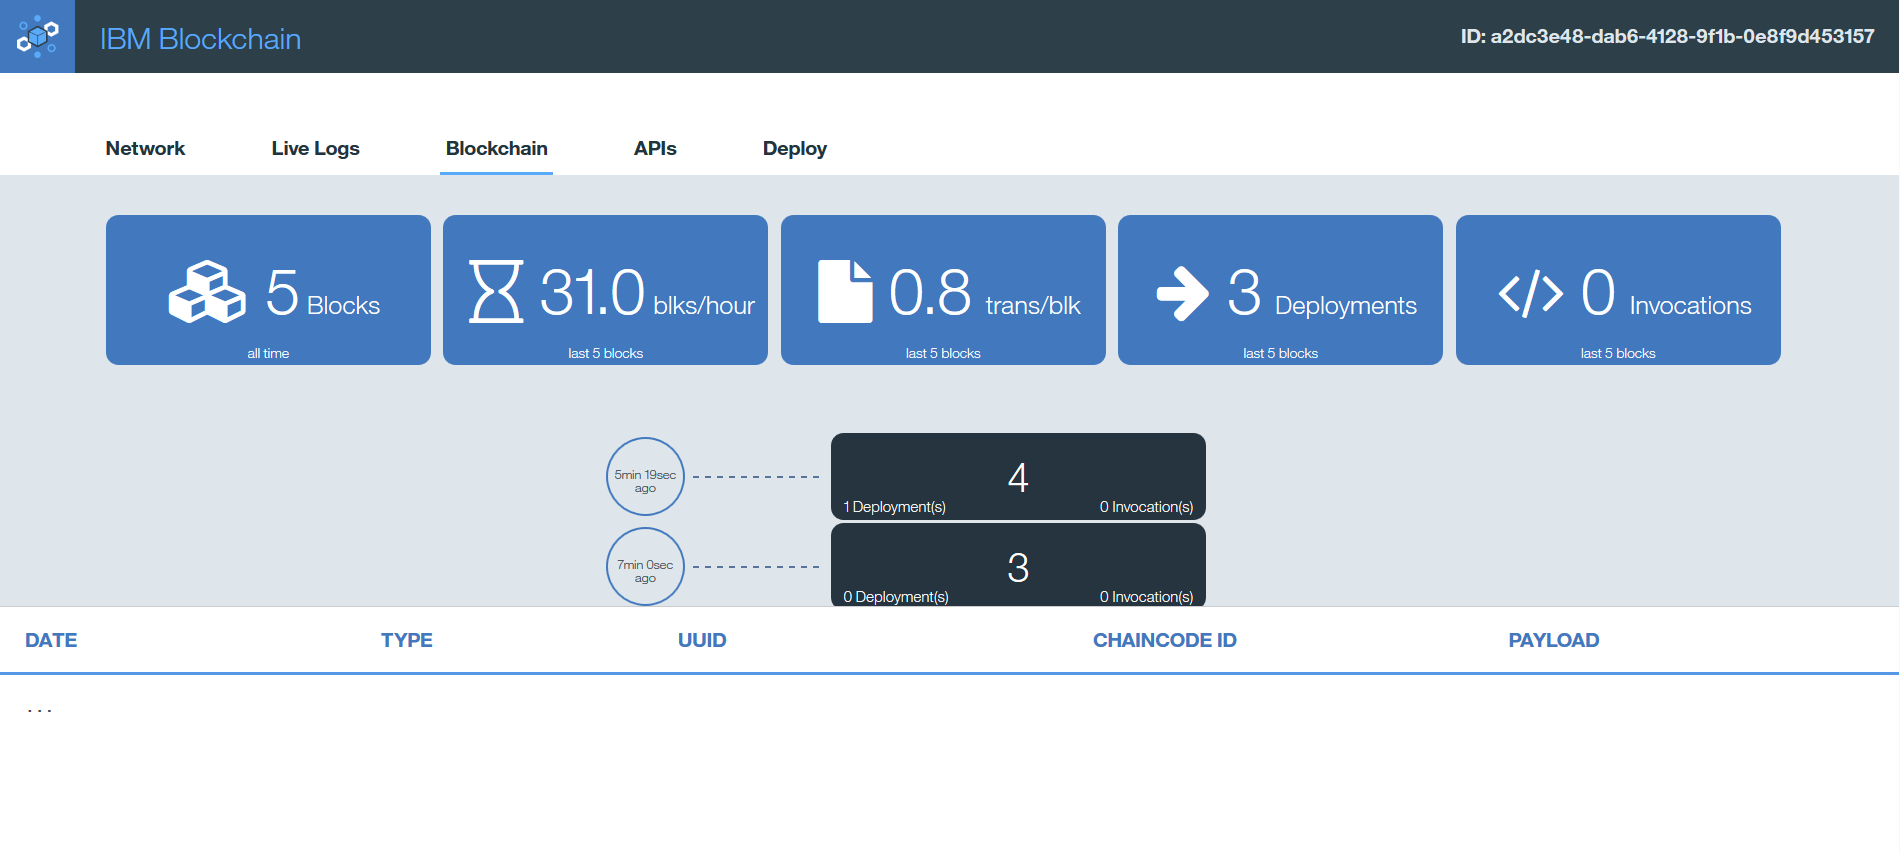 IBM Blockchain
ID: a2dc3e48-dab6-4128-9f1b-0e8f9d453157
Network Live Logs Blockchain APIs Deploy
5 Blocks
all time
31.0 blks/hour
last 5 blocks
0.8 trans/blk
last 5 blocks
3 Deployments
last 5 blocks
0 Invocations
last 5 blocks
5min 19sec
ago
4
1 Deployment(s) 0 Invocation(s)
7min 0sec
ago
3
0 Deployment(s) 0 Invocation(s)
DATE TYPE UUID CHAINCODE ID PAYLOAD
...